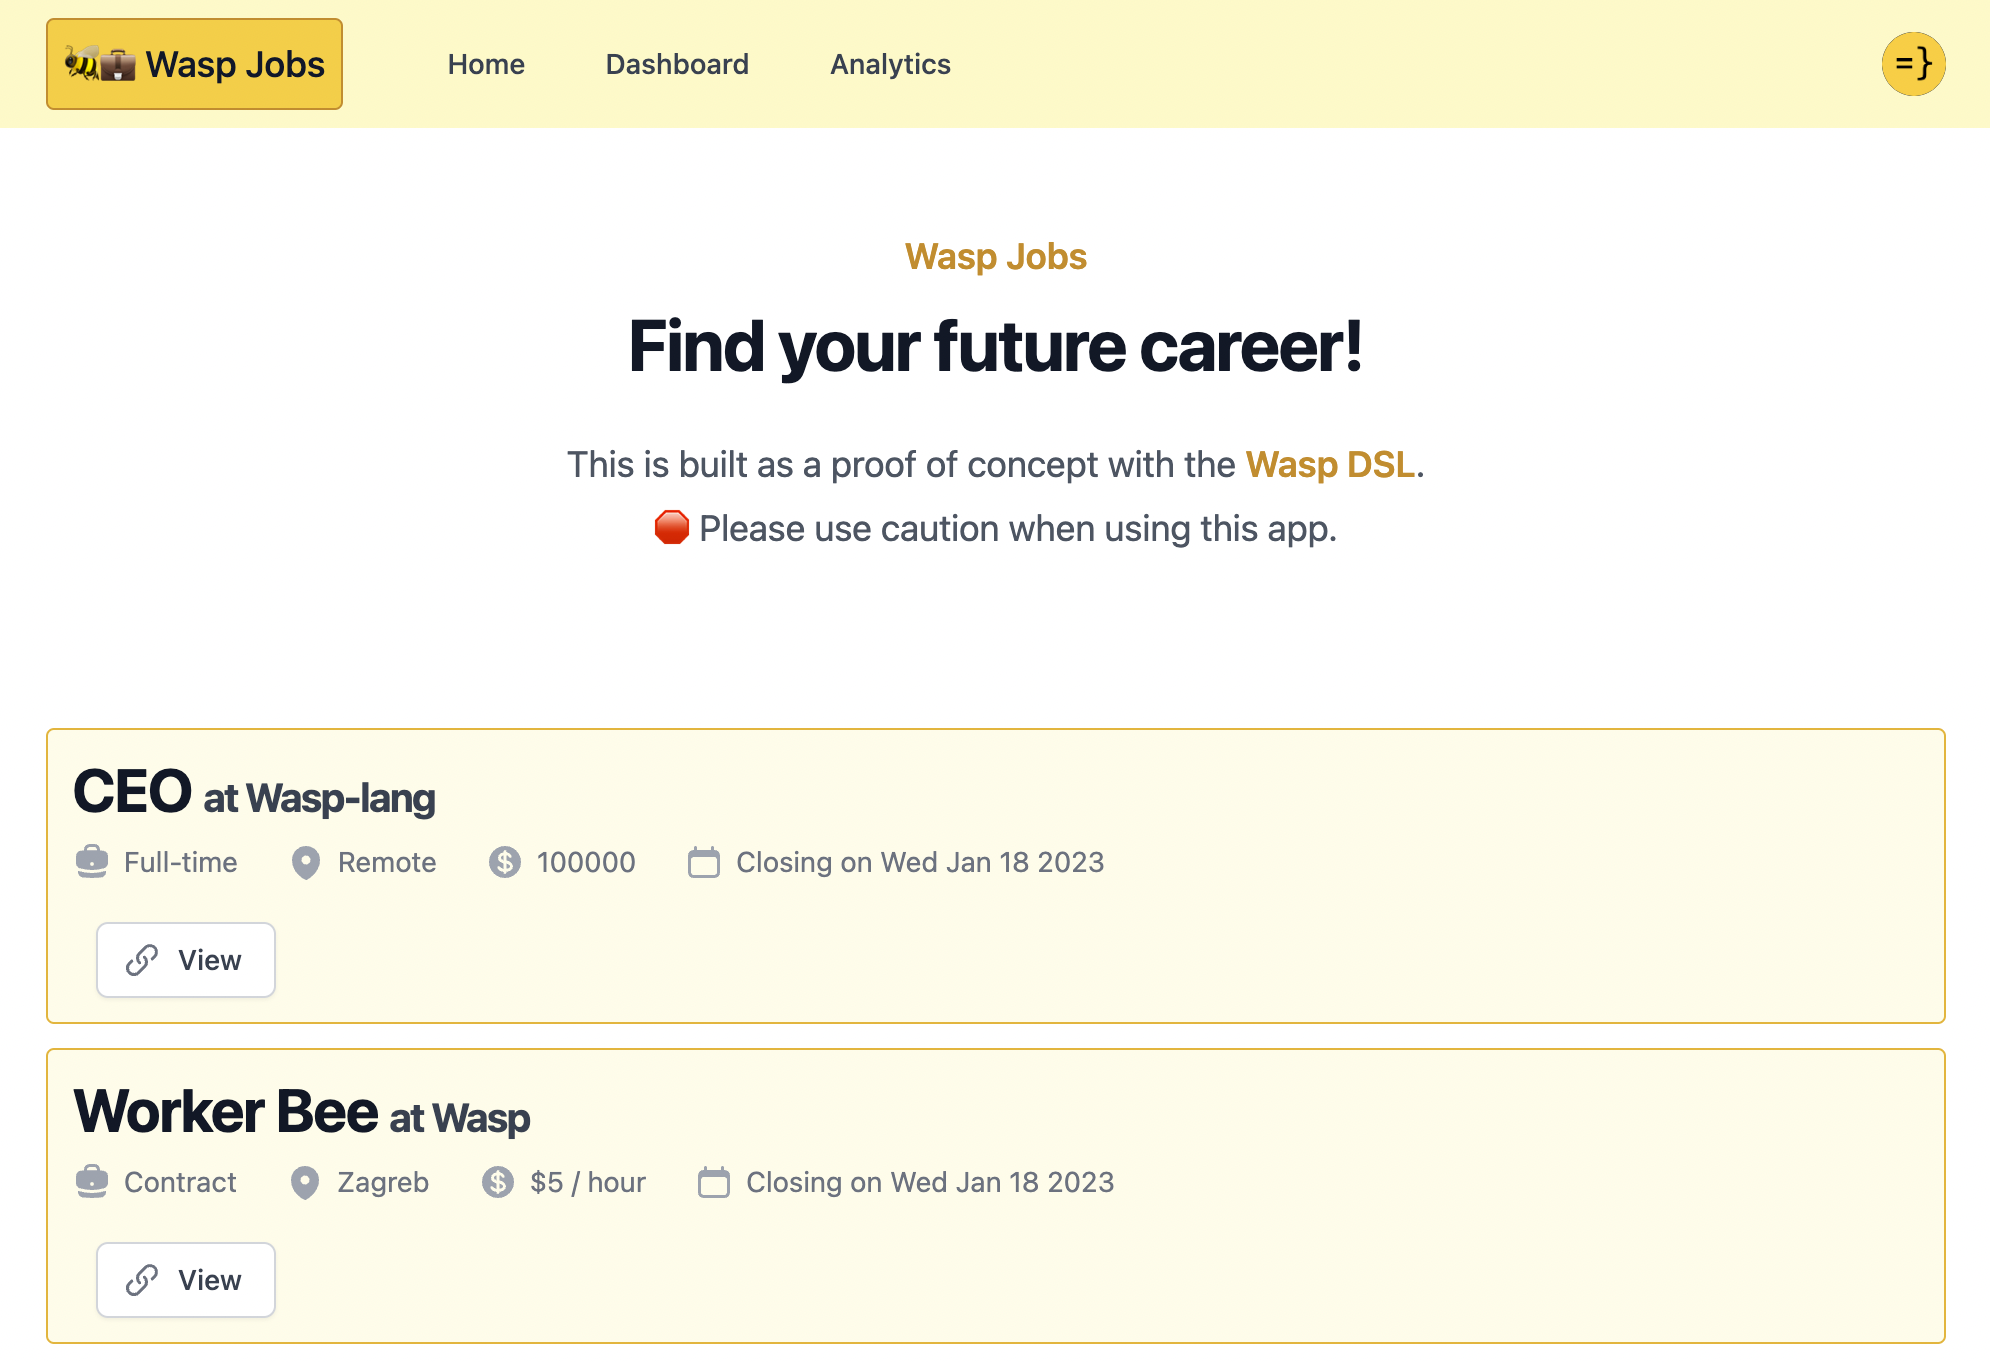 🐝💼 Wasp Jobs Home Dashboard Analytics =}
Wasp Jobs
Find your future career!
This is built as a proof of concept with the Wasp DSL.
🛑 Please use caution when using this app.
CEO at Wasp-lang
Full-time Remote 100000 Closing on Wed Jan 18 2023
View
Worker Bee at Wasp
Contract Zagreb $5 / hour Closing on Wed Jan 18 2023
View